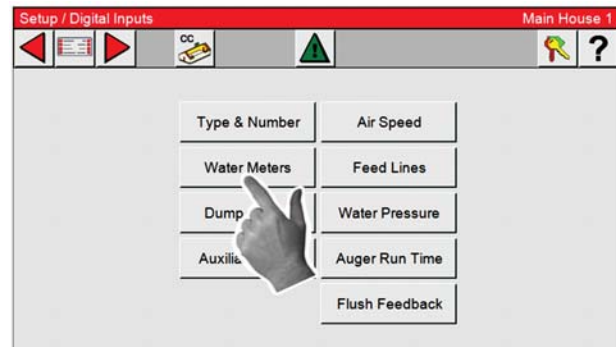 Setup / Digital Inputs Main House 1
CC ?
Type & Number Air Speed
Water Meters Feed Lines
Dump Water Pressure
Auger Run Time
Flush Feedback